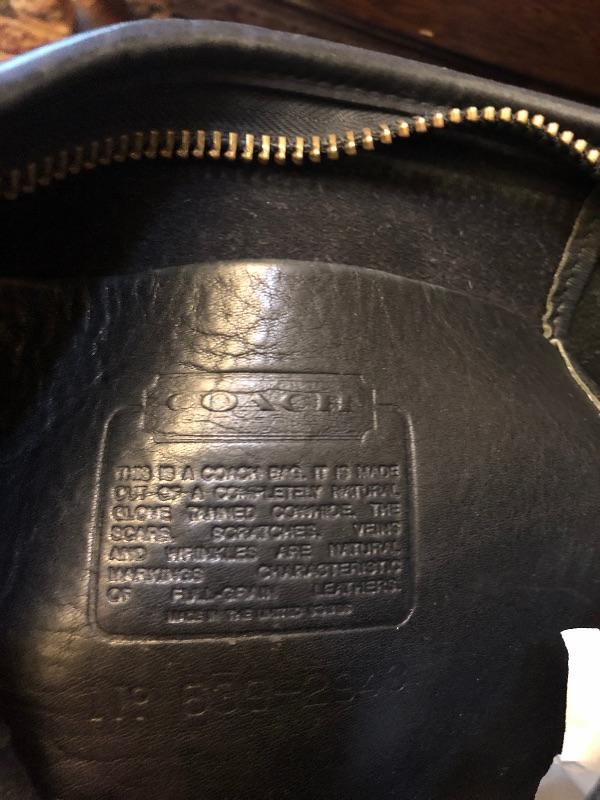 COACH
THIS IS A COACH BAG. IT IS MADE
OUT OF A COMPLETELY NATURAL
GLOVE TANNED COWHIDE. THE
SCARS, SCRATCHES, VEINS
AND WRINKLES ARE NATURAL
MARKINGS CHARACTERISTIC
OF FULL-GRAIN LEATHERS.
MADE IN THE UNITED STATES
Nº